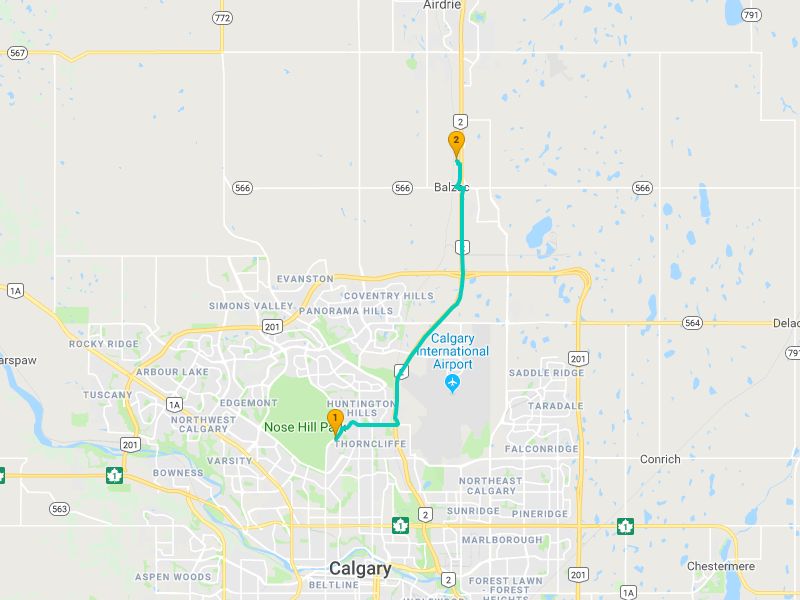 Airdrie
772
791
567
2
2
566
566
Balzac
566
2
EVANSTON
1A
SIMONS VALLEY
COVENTRY HILLS
PANORAMA HILLS
201
564
Delac
ROCKY RIDGE
Calgary
International
Airport
791
arspaw
201
ARBOUR LAKE
2
SADDLE RIDGE
TUSCANY
1A
EDGEMONT
HUNTINGTON
HILLS
TARADALE
NORTHWEST
CALGARY
1
Nose Hill Park
201
THORNCLIFFE
FALCONRIDGE
VARSITY
Conrich
1
BOWNESS
NORTHEAST
CALGARY
563
2
SUNRIDGE
PINERIDGE
1
1
MARLBOROUGH
Calgary
Chestermere
ASPEN WOODS
BELTLINE
2
FOREST LAWN
- FOREST
HEIGHTS
201
1A
INGLEWOOD